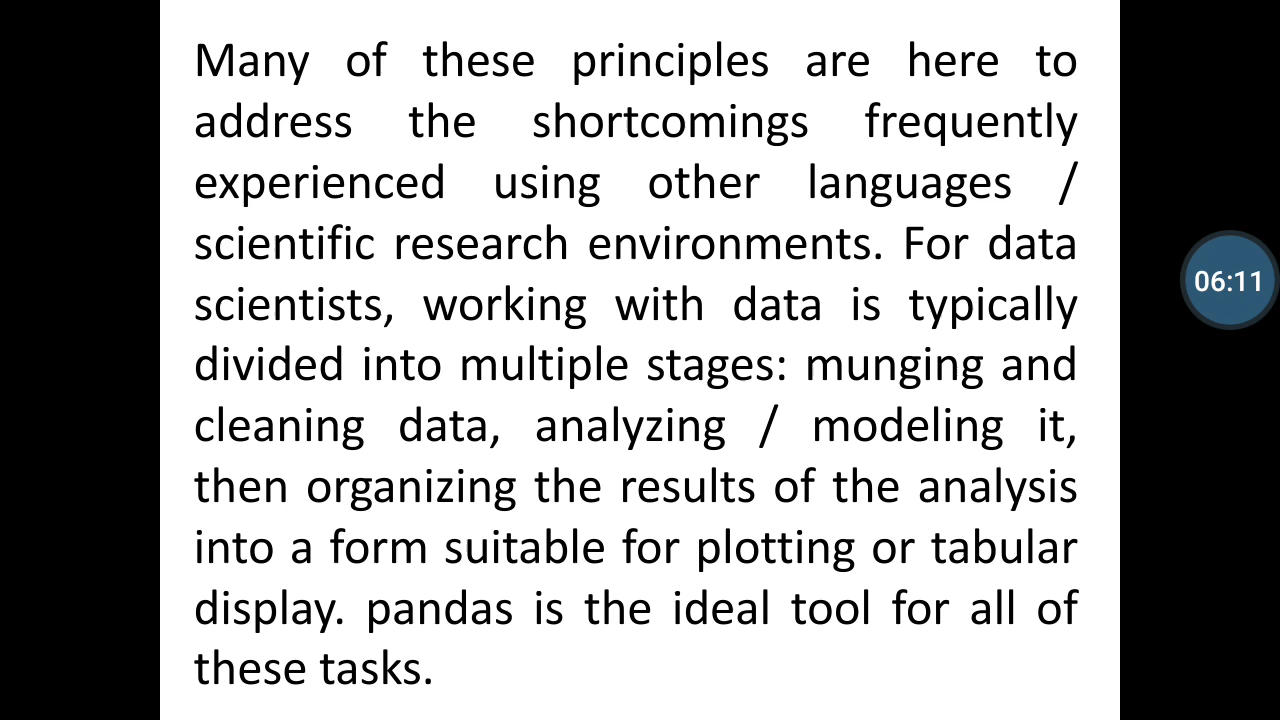 Many of these principles are here to
address the shortcomings frequently
experienced using other languages /
scientific research environments. For data
scientists, working with data is typically
divided into multiple stages: munging and
cleaning data, analyzing / modeling it,
then organizing the results of the analysis
into a form suitable for plotting or tabular
display. pandas is the ideal tool for all of
these tasks.
06:11